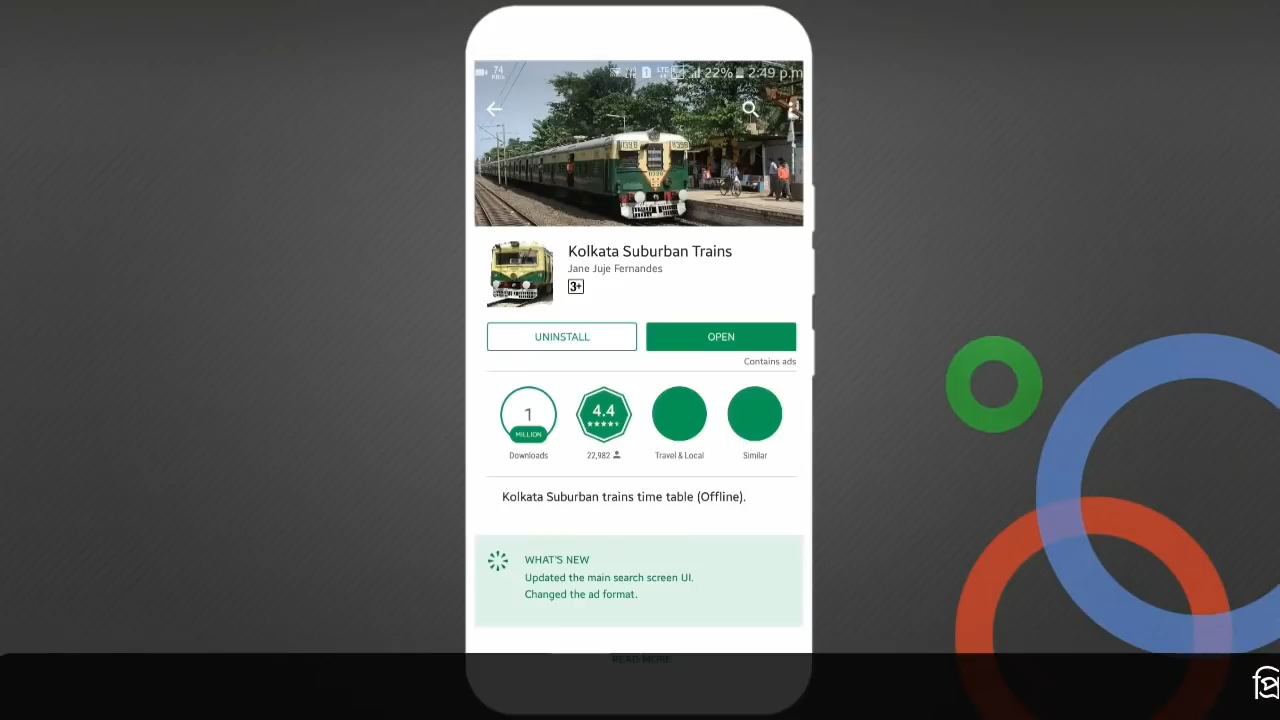 74
KB/s
22%
2:49 p.m
Kolkata Suburban Trains
Jane Juje Fernandes
3+
UNINSTALL
OPEN
Contains ads
1
MILLION
4.4
Downloads
22,982
Travel & Local
Similar
Kolkata Suburban trains time table (Offline).
WHAT'S NEW
Updated the main search screen UI.
Changed the ad format.
READ MORE